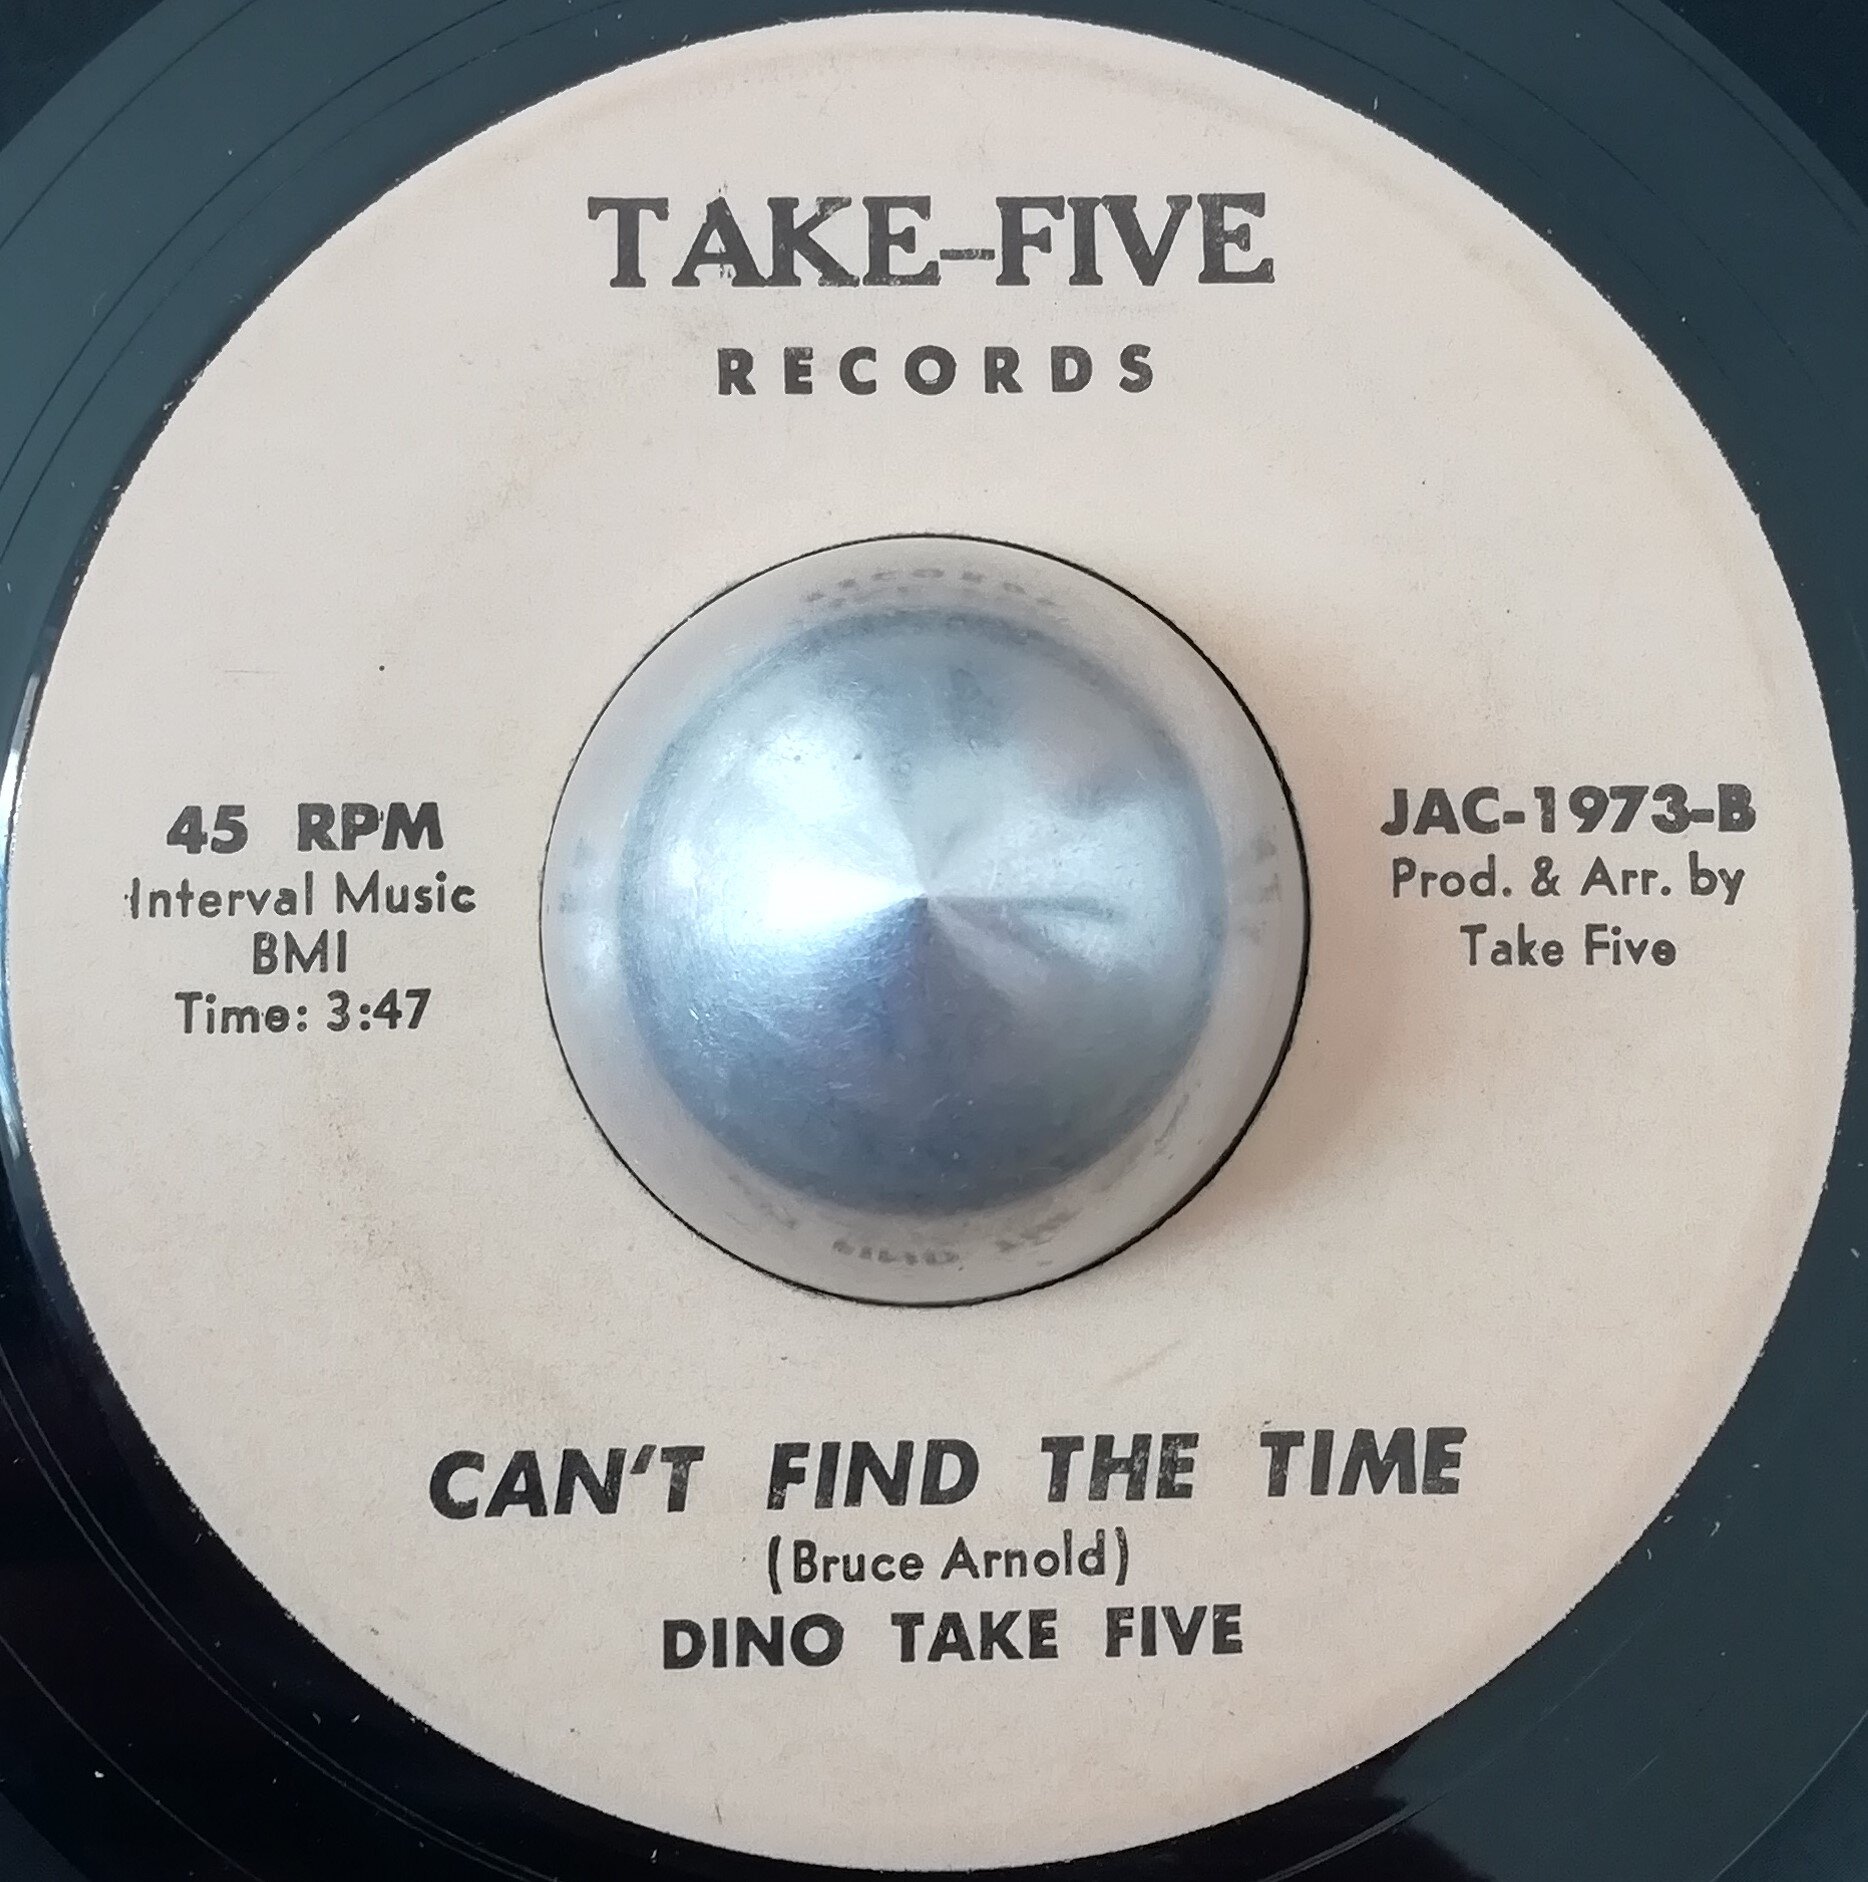 TAKE-FIVE
RECORDS
45 RPM
Interval Music
BMI
Time: 3:47
JAC-1973-B
Prod. & Arr. by
Take Five
CAN'T FIND THE TIME
(Bruce Arnold)
DINO TAKE FIVE